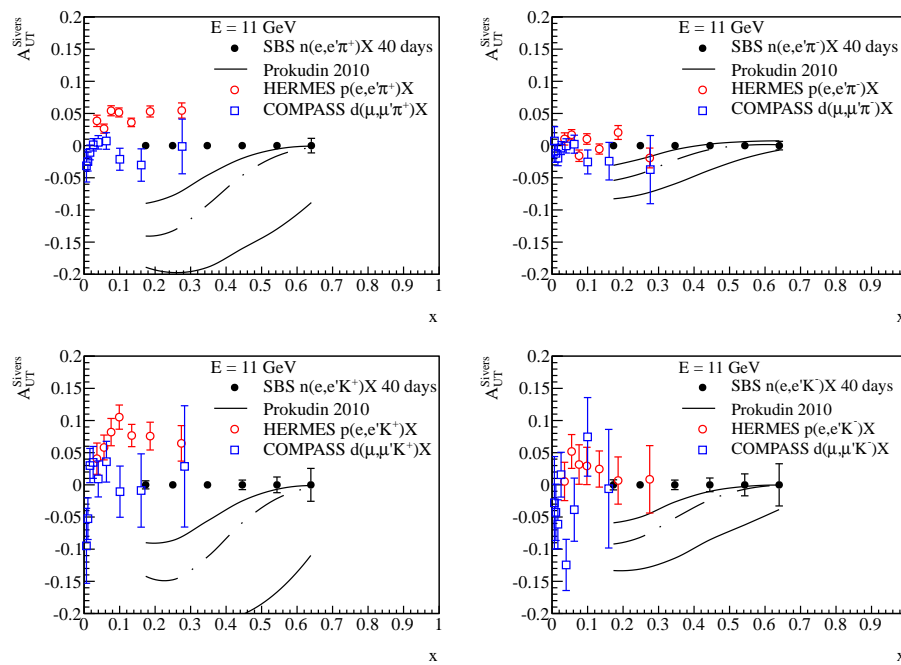 A_UT^Sivers
0.2
0.15
0.1
0.05
0
-0.05
-0.1
-0.15
-0.2
E = 11 GeV
SBS n(e,e'π⁺)X 40 days
Prokudin 2010
HERMES p(e,e'π⁺)X
COMPASS d(μ,μ'π⁺)X
0 0.1 0.2 0.3 0.4 0.5 0.6 0.7 0.8 0.9 1
x
A_UT^Sivers
0.2
0.15
0.1
0.05
0
-0.05
-0.1
-0.15
-0.2
E = 11 GeV
SBS n(e,e'π⁻)X 40 days
Prokudin 2010
HERMES p(e,e'π⁻)X
COMPASS d(μ,μ'π⁻)X
0 0.1 0.2 0.3 0.4 0.5 0.6 0.7 0.8 0.9
x
A_UT^Sivers
0.2
0.15
0.1
0.05
0
-0.05
-0.1
-0.15
-0.2
E = 11 GeV
SBS n(e,e'K⁺)X 40 days
Prokudin 2010
HERMES p(e,e'K⁺)X
COMPASS d(μ,μ'K⁺)X
0 0.1 0.2 0.3 0.4 0.5 0.6 0.7 0.8 0.9 1
x
A_UT^Sivers
0.2
0.15
0.1
0.05
0
-0.05
-0.1
-0.15
-0.2
E = 11 GeV
SBS n(e,e'K⁻)X 40 days
Prokudin 2010
HERMES p(e,e'K⁻)X
COMPASS d(μ,μ'K⁻)X
0 0.1 0.2 0.3 0.4 0.5 0.6 0.7 0.8 0.9
x